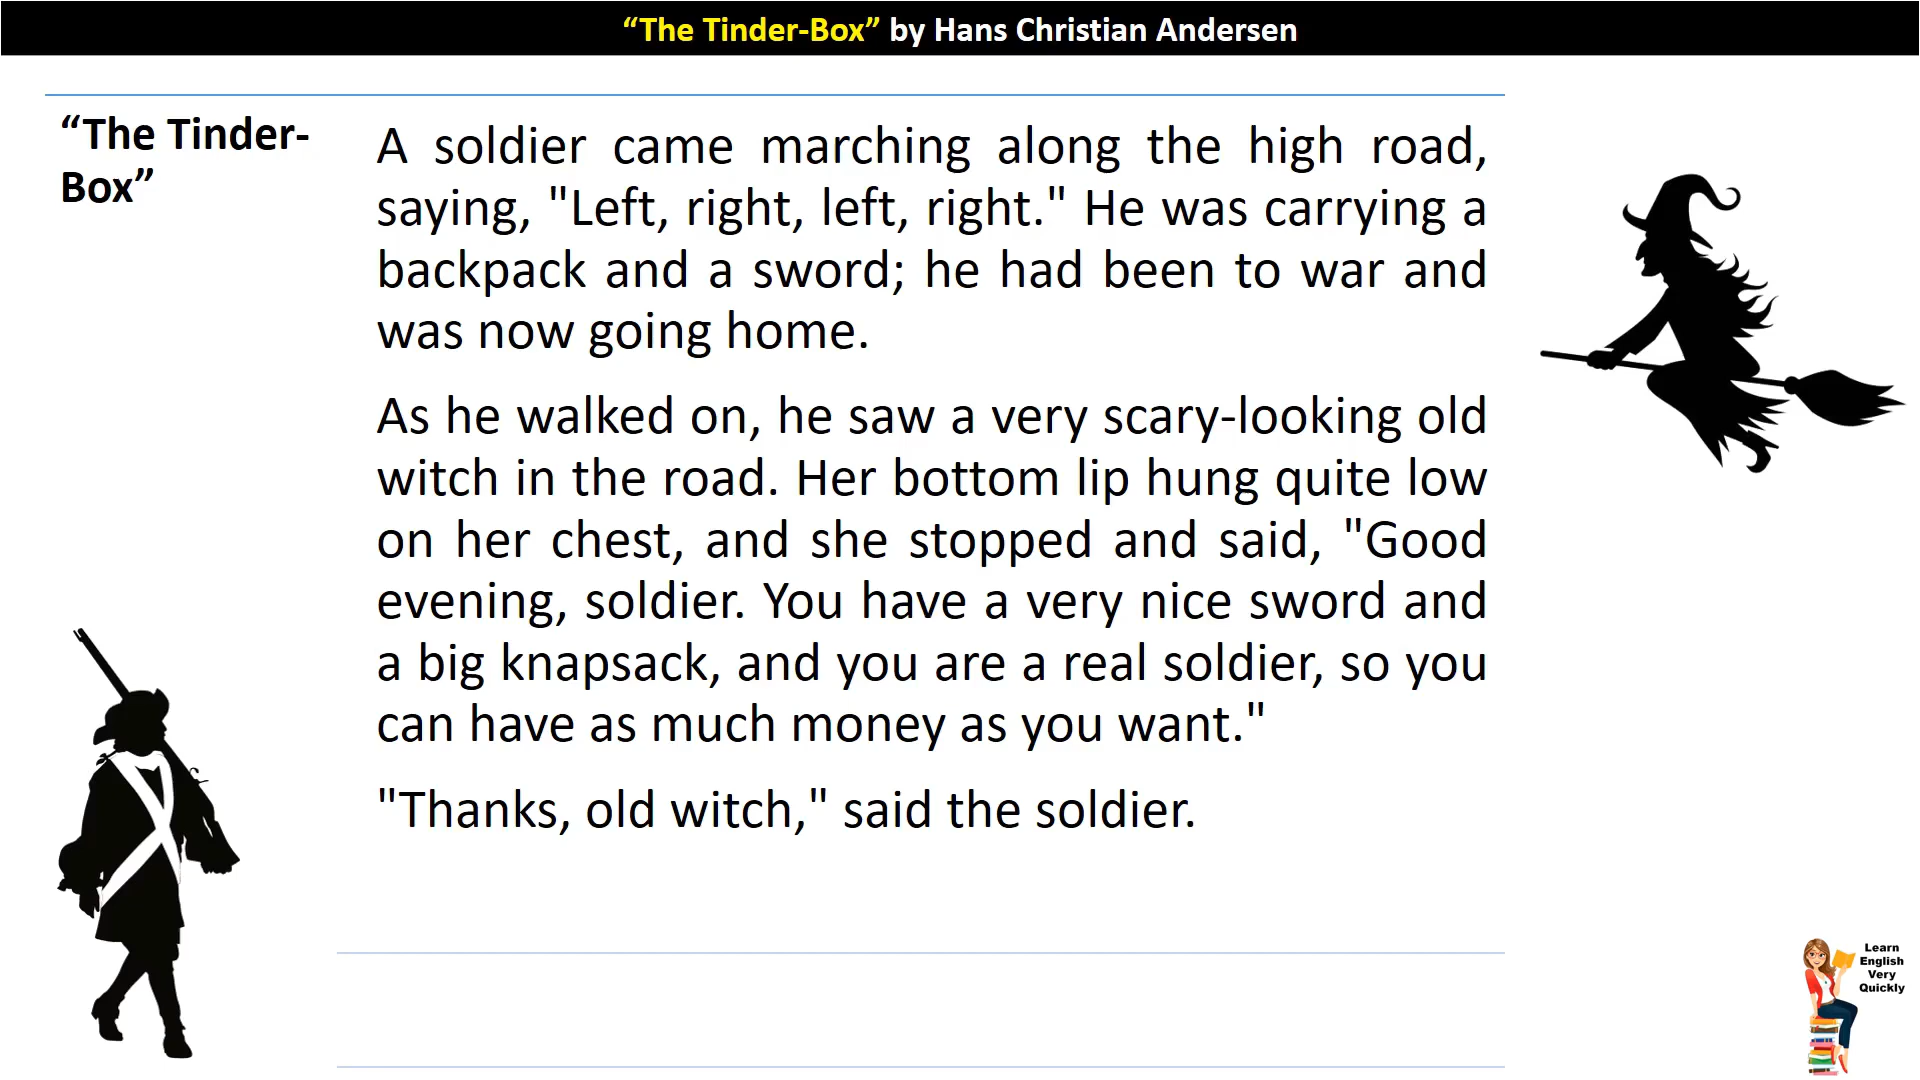 “The Tinder-Box” by Hans Christian Andersen
“The Tinder-
Box”
A soldier came marching along the high road,
saying, "Left, right, left, right." He was carrying a
backpack and a sword; he had been to war and
was now going home.
As he walked on, he saw a very scary-looking old
witch in the road. Her bottom lip hung quite low
on her chest, and she stopped and said, "Good
evening, soldier. You have a very nice sword and
a big knapsack, and you are a real soldier, so you
can have as much money as you want."
"Thanks, old witch," said the soldier.
Learn
English
Very
Quickly